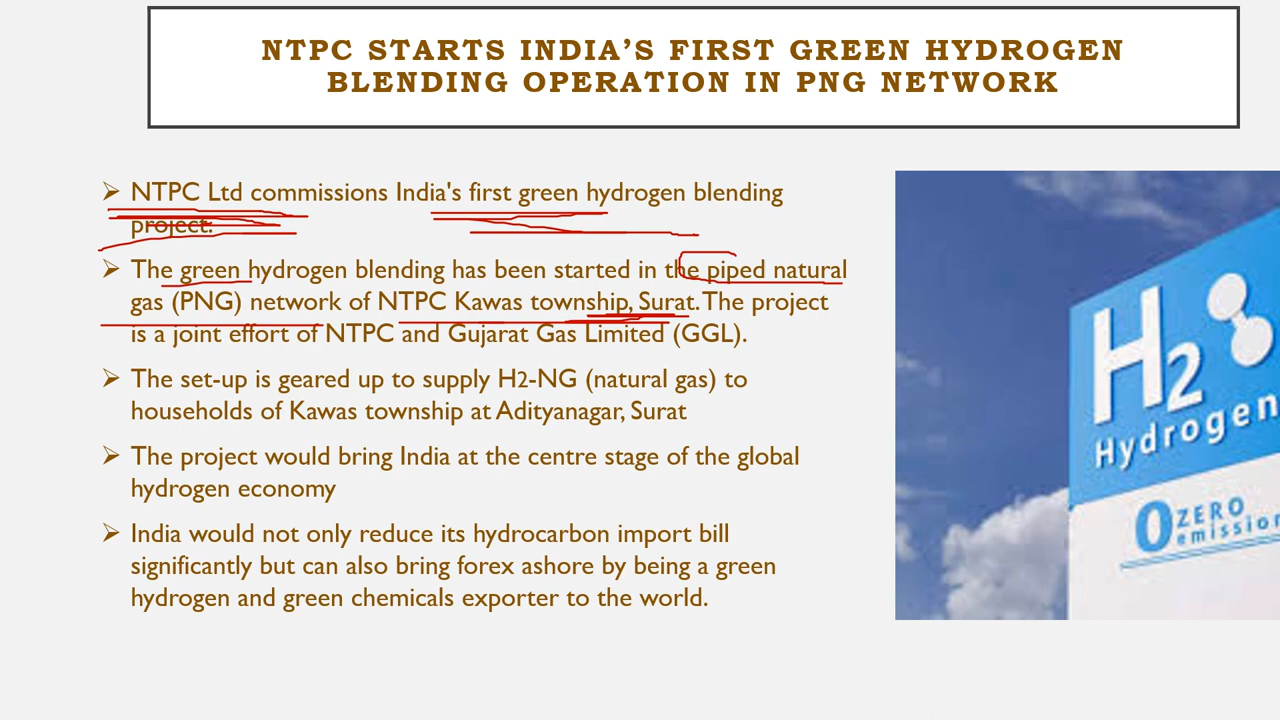 NTPC STARTS INDIA’S FIRST GREEN HYDROGEN
BLENDING OPERATION IN PNG NETWORK
➢ NTPC Ltd commissions India's first green hydrogen blending
project.
➢ The green hydrogen blending has been started in the piped natural
gas (PNG) network of NTPC Kawas township, Surat. The project
is a joint effort of NTPC and Gujarat Gas Limited (GGL).
➢ The set-up is geared up to supply H2-NG (natural gas) to
households of Kawas township at Adityanagar, Surat
➢ The project would bring India at the centre stage of the global
hydrogen economy
➢ India would not only reduce its hydrocarbon import bill
significantly but can also bring forex ashore by being a green
hydrogen and green chemicals exporter to the world.
H2
Hydrogen
0 ZERO
emission